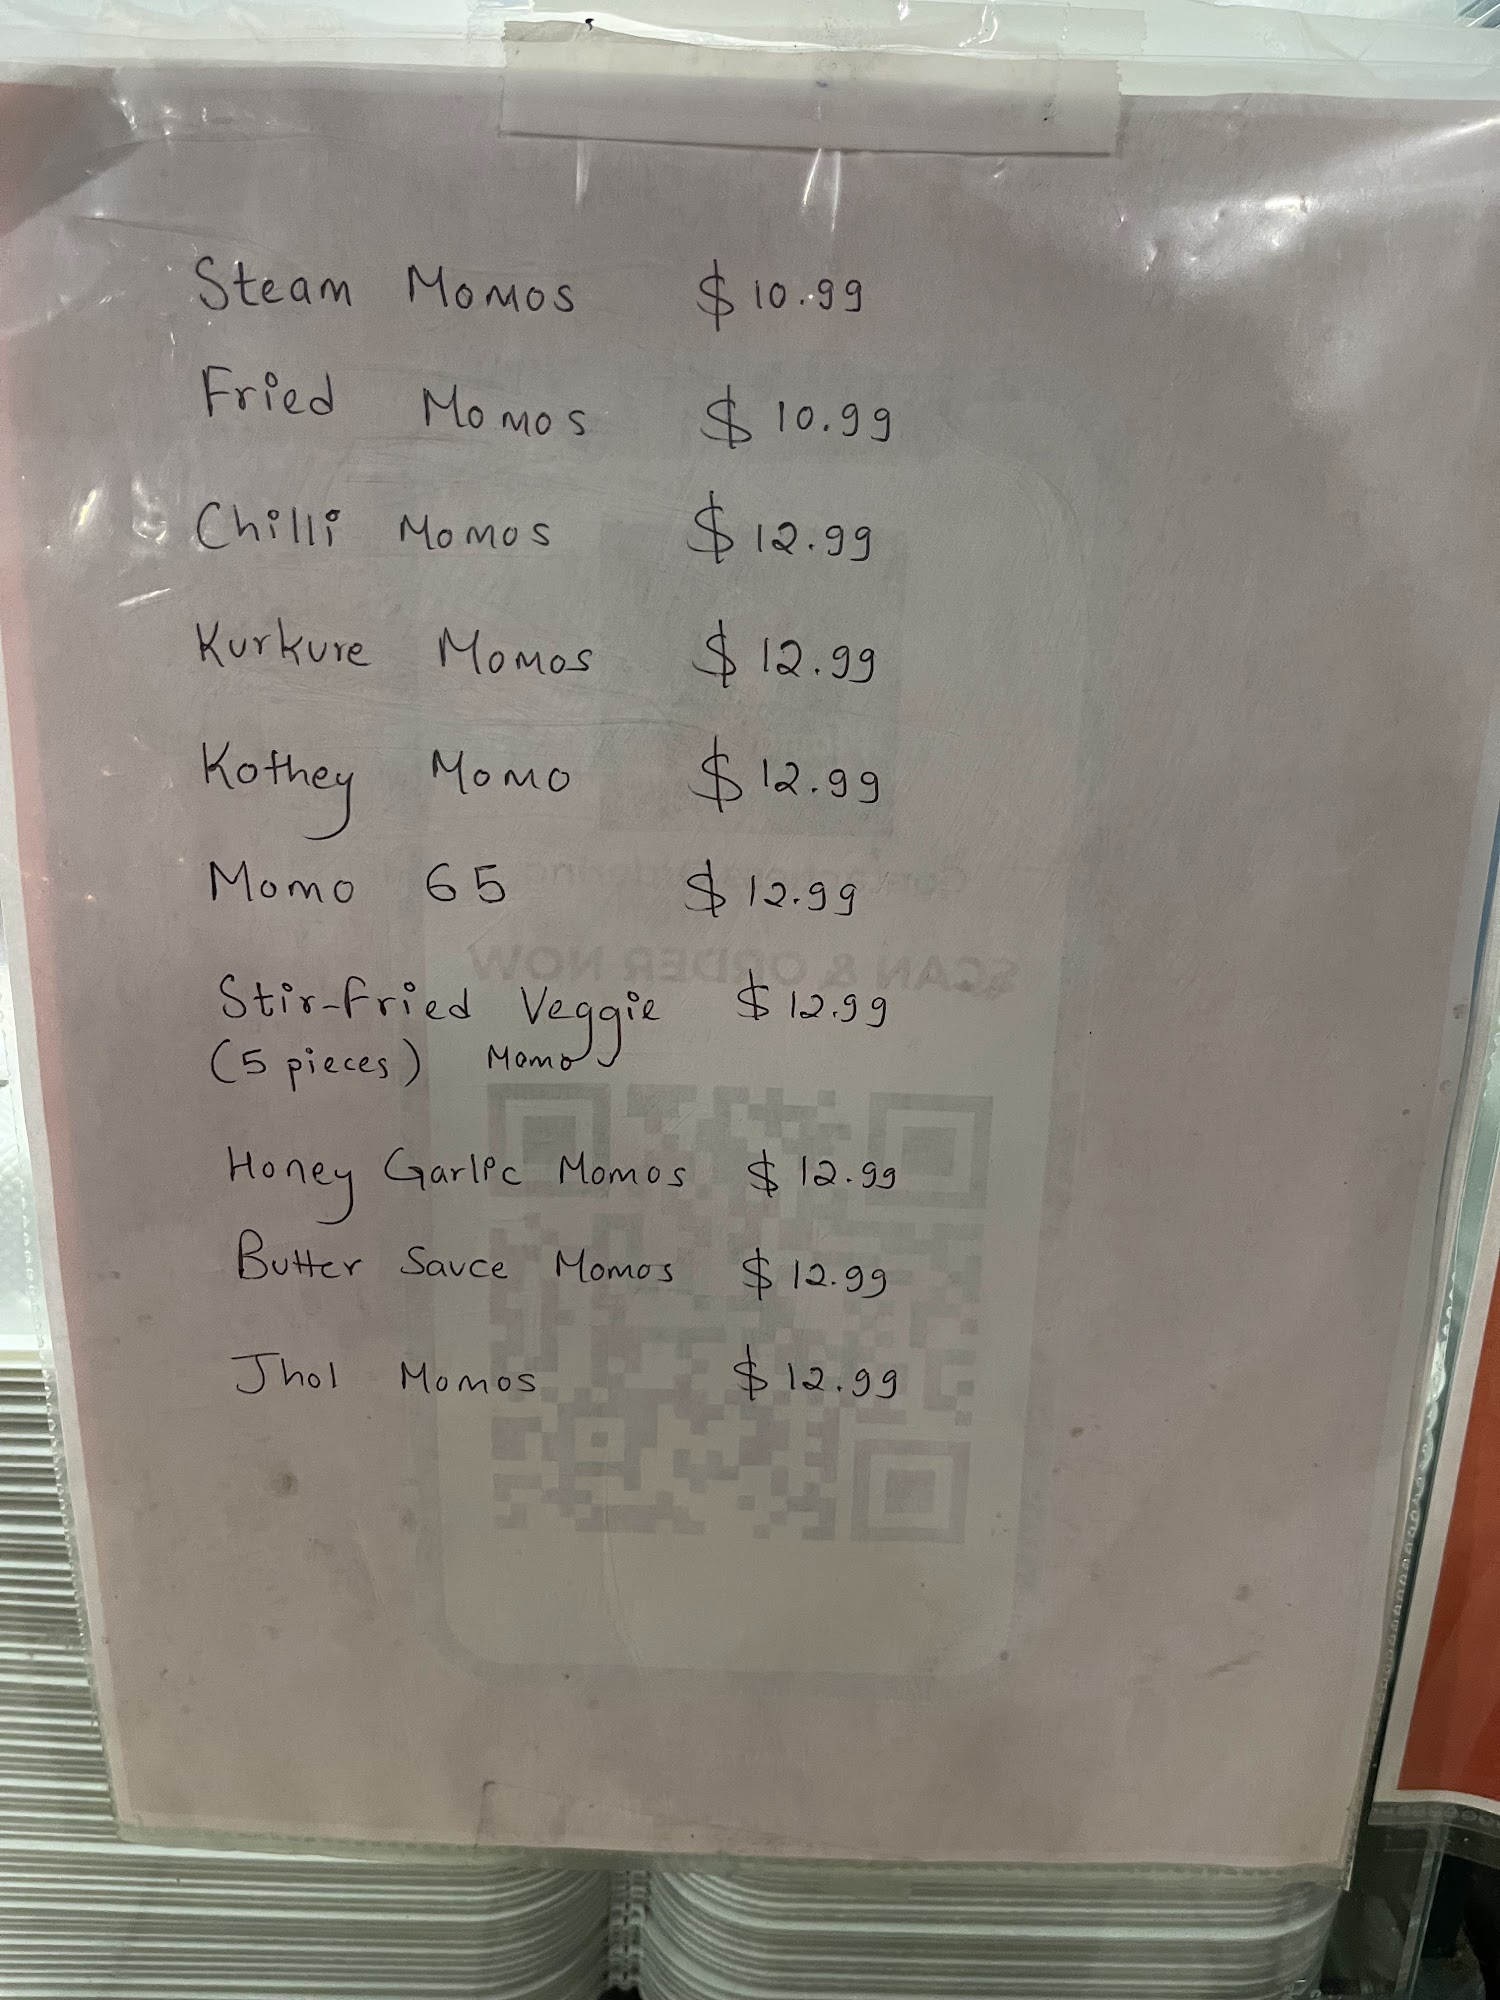 Steam Momos $10.99
Fried Momos $10.99
Chilli Momos $12.99
Kurkure Momos $12.99
Kothey Momo $12.99
Momo 65 $12.99
Stir-Fried Veggie $12.99
(5 pieces) Momo
SCAN & ORDER NOW
Honey Garlic Momos $12.99
Butter Sauce Momos $12.99
Jhol Momos $12.99